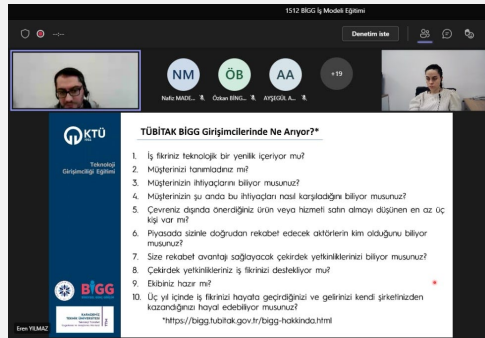 1512 BİGG İş Modeli Eğitimi
--:--
Denetim iste
NM
ÖB
AA
+19
Nafiz MADE...
Özkan BİNG...
AYŞEGÜL A...
KTÜ
1955
Teknoloji
Girişimciliği Eğitimi
TÜBİTAK BİGG Girişimcilerinde Ne Arıyor?*
1. İş fikriniz teknolojik bir yenilik içeriyor mu?
2. Müşterinizi tanımladınız mı?
3. Müşterinizin ihtiyaçlarını biliyor musunuz?
4. Müşterinizin şu anda bu ihtiyaçları nasıl karşıladığını biliyor musunuz?
5. Çevreniz dışında önerdiğiniz ürün veya hizmeti satın almayı düşünen en az üç
kişi var mı?
6. Piyasada sizinle doğrudan rekabet edecek aktörlerin kim olduğunu biliyor
musunuz?
7. Size rekabet avantajı sağlayacak çekirdek yetkinliklerinizi biliyor musunuz?
8. Çekirdek yetkinlikleriniz iş fikrinizi destekliyor mu?
9. Ekibiniz hazır mı?
10. Üç yıl içinde iş fikrinizi hayata geçirdiğinizi ve gelirinizi kendi şirketinizden
kazandığınızı hayal edebiliyor musunuz?
*https://bigg.tubitak.gov.tr/bigg-hakkinda.html
BİGG
KARADENİZ
TEKNİK ÜNİVERSİTESİ
Eren YILMAZ